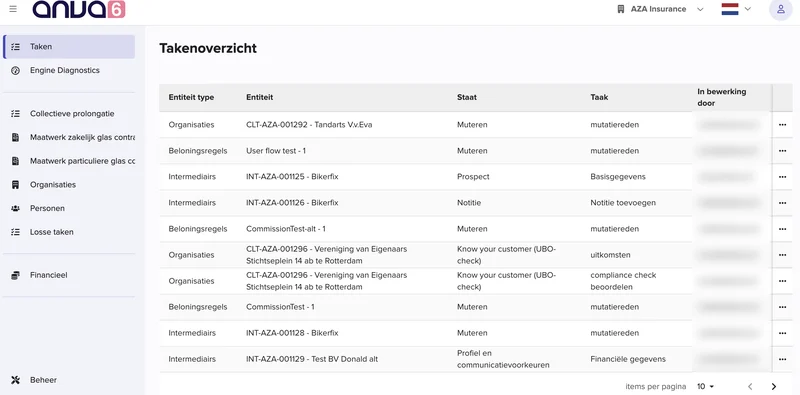 anva6
AZA Insurance
Taken
Engine Diagnostics
Collectieve prolongatie
Maatwerk zakelijk glas contra
Maatwerk particuliere glas co
Organisaties
Personen
Losse taken
Financieel
Beheer
Takenoverzicht
Entiteit type Entiteit Staat Taak In bewerking
door
Organisaties CLT-AZA-001292 - Tandarts V.v.Eva Muteren mutatiereden
Beloningsregels User flow test - 1 Muteren mutatiereden
Intermediairs INT-AZA-001125 - Bikerfix Prospect Basisgegevens
Intermediairs INT-AZA-001126 - Bikerfix Notitie Notitie toevoegen
Beloningsregels CommissionTest-alt - 1 Muteren mutatiereden
Organisaties CLT-AZA-001296 - Vereniging van Eigenaars Know your customer (UBO- uitkomsten
Stichtseplein 14 ab te Rotterdam check)
Organisaties CLT-AZA-001296 - Vereniging van Eigenaars Know your customer (UBO- compliance check
Stichtseplein 14 ab te Rotterdam check) beoordelen
Beloningsregels CommissionTest - 1 Muteren mutatiereden
Intermediairs INT-AZA-001128 - Bikerfix Muteren mutatiereden
Intermediairs INT-AZA-001129 - Test BV Donald alt Profiel en Financiële gegevens
communicatievoorkeuren
items per pagina 10